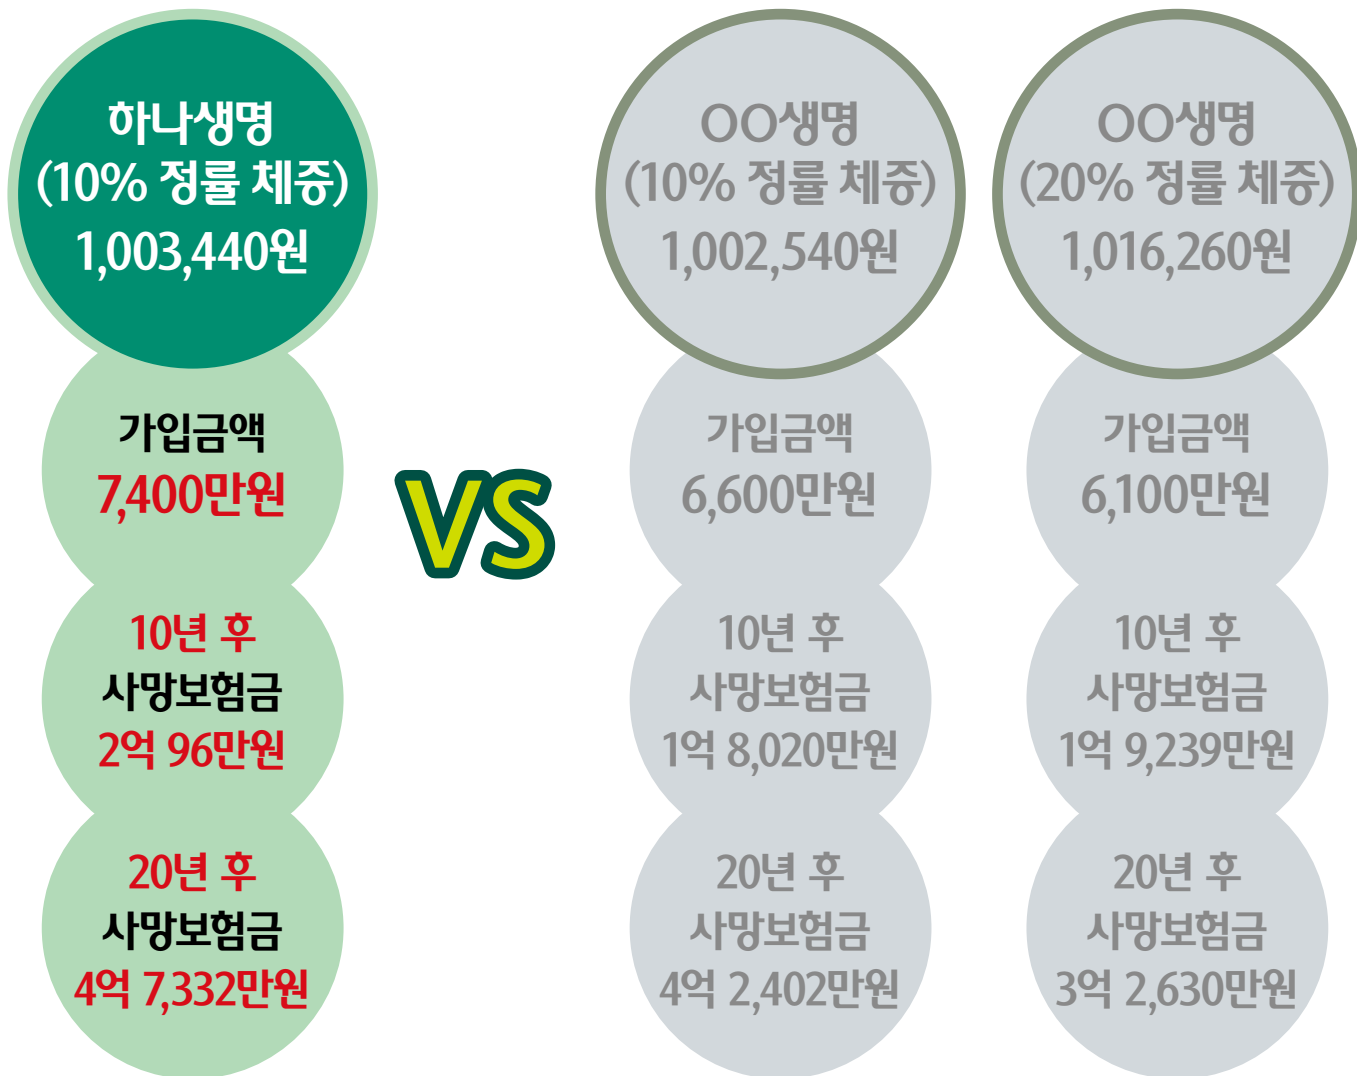 하나생명
(10% 정률 체증)
1,003,440원
가입금액
7,400만원
10년 후
사망보험금
2억 96만원
20년 후
사망보험금
4억 7,332만원
VS
OO생명
(10% 정률 체증)
1,002,540원
가입금액
6,600만원
10년 후
사망보험금
1억 8,020만원
20년 후
사망보험금
4억 2,402만원
OO생명
(20% 정률 체증)
1,016,260원
가입금액
6,100만원
10년 후
사망보험금
1억 9,239만원
20년 후
사망보험금
3억 2,630만원